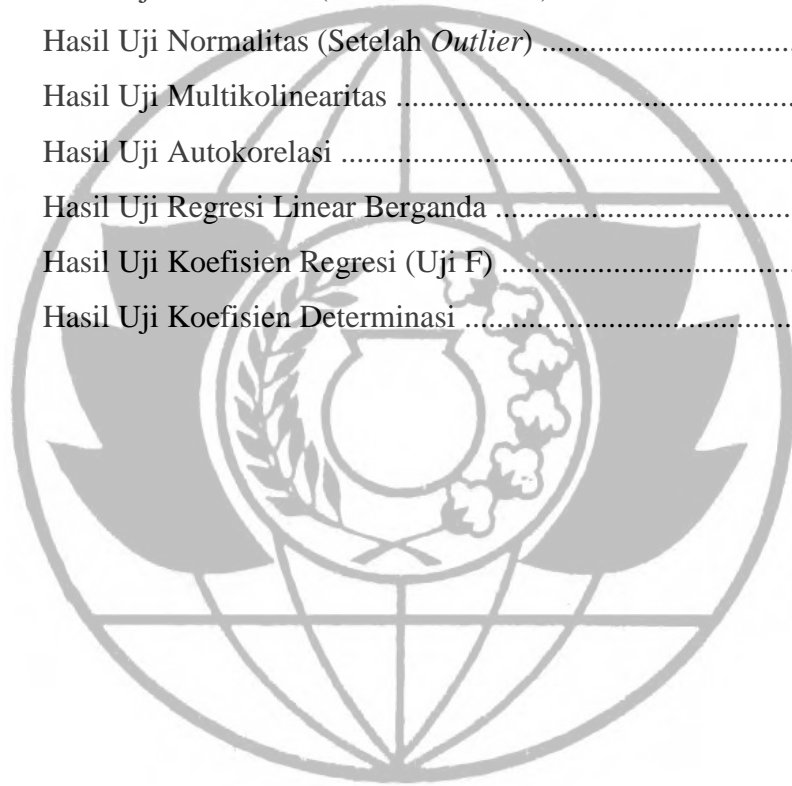 Hasil Uji Normalitas (Setelah Outlier) ....................................
Hasil Uji Multikolinearitas ........................................................
Hasil Uji Autokorelasi ...............................................................
Hasil Uji Regresi Linear Berganda ..........................................
Hasil Uji Koefisien Regresi (Uji F) .........................................
Hasil Uji Koefisien Determinasi ..............................................